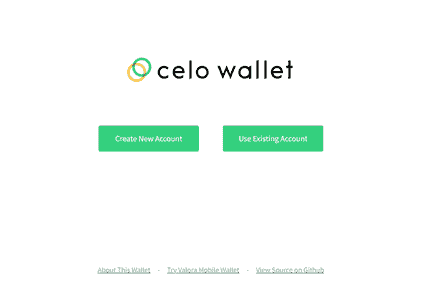 celo wallet
Create New Account
Use Existing Account
About This Wallet - Try Valora Mobile Wallet - View Source on Github